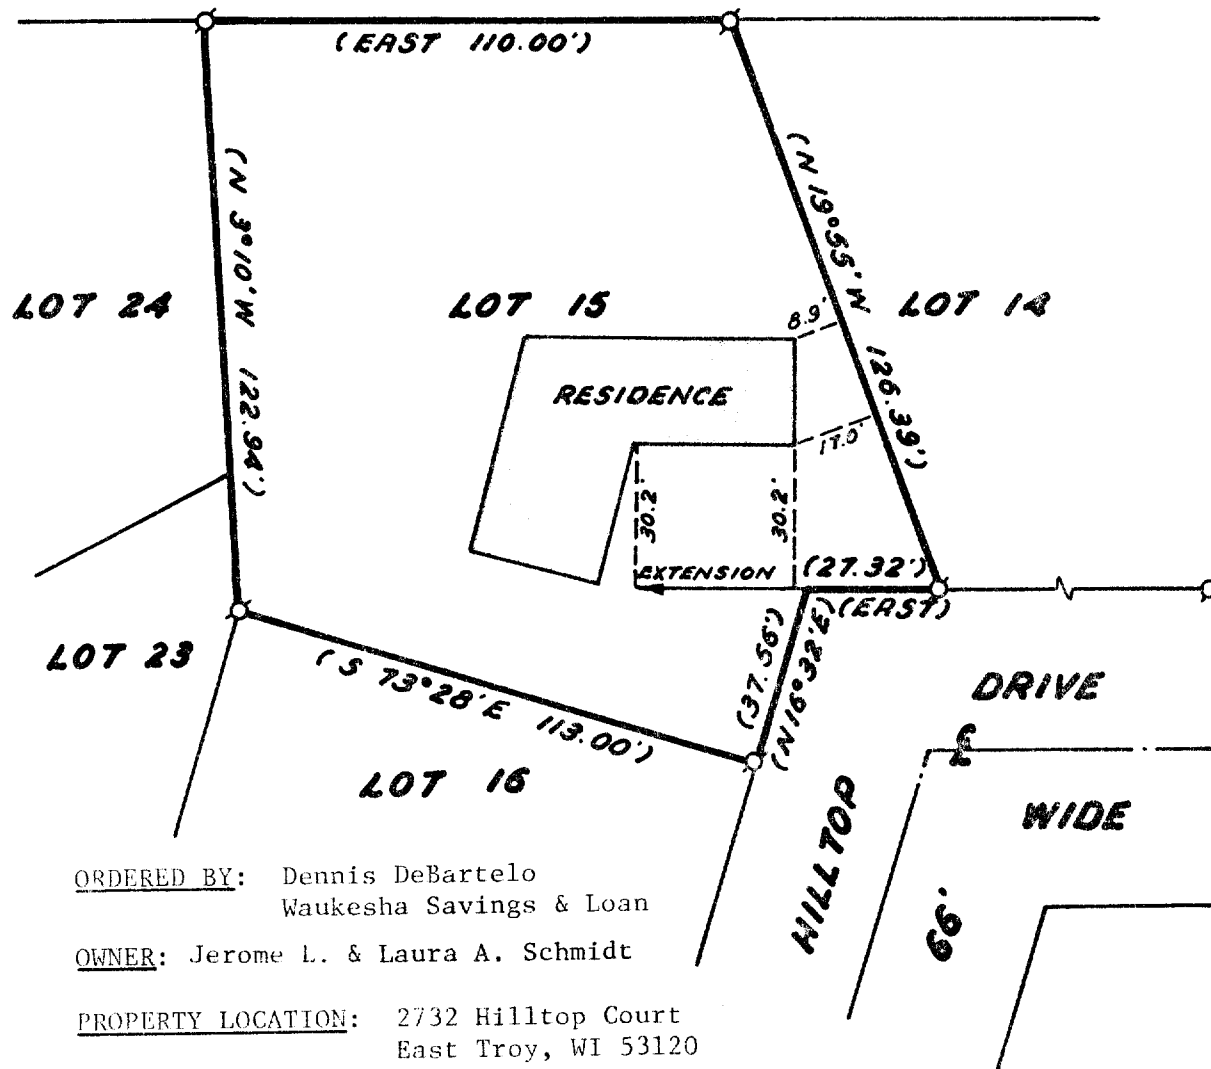 (EAST 110.00')
(N 3°10'W 122.94')
(N 19°55'W 126.39')
LOT 24
LOT 15
LOT 14
8.9'
RESIDENCE
17.0'
30.2'
30.2'
EXTENSION
(27.32')
(EAST)
(37.56')
(N 16°32'E)
LOT 23
(S 73°28'E 113.00')
LOT 16
DRIVE
WIDE
HILLTOP
66'
ORDERED BY: Dennis DeBartelo
Waukesha Savings & Loan
OWNER: Jerome L. & Laura A. Schmidt
PROPERTY LOCATION: 2732 Hilltop Court
East Troy, WI 53120